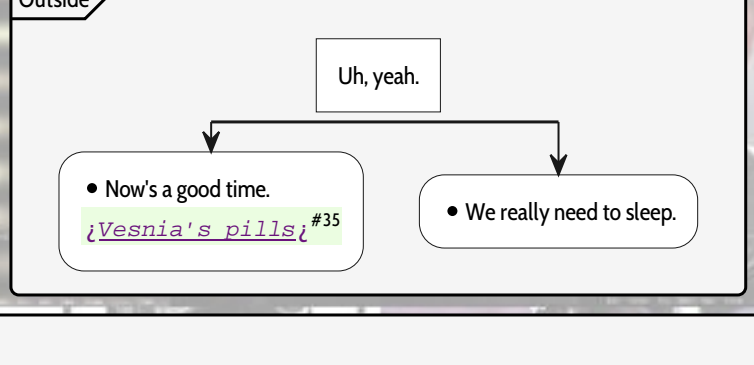 Outside
Uh, yeah.
• Now's a good time.
¿Vesnia's pills¿#35
• We really need to sleep.